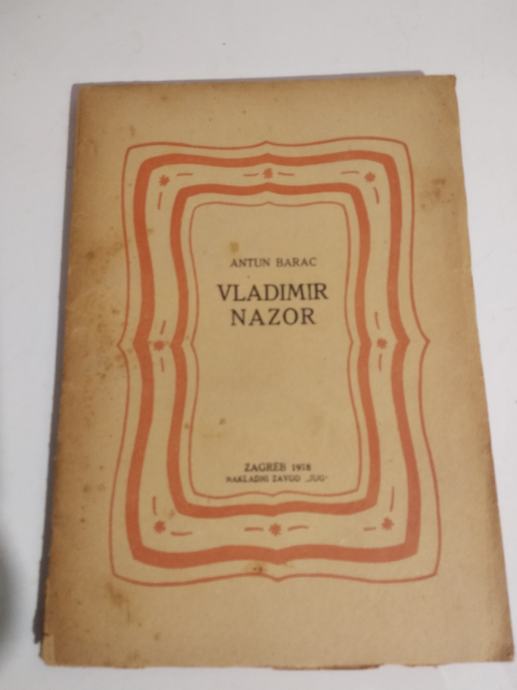 ANTUN BARAC
VLADIMIR
NAZOR
ZAGREB 1918
NAKLADNI ZAVOD „JUG“